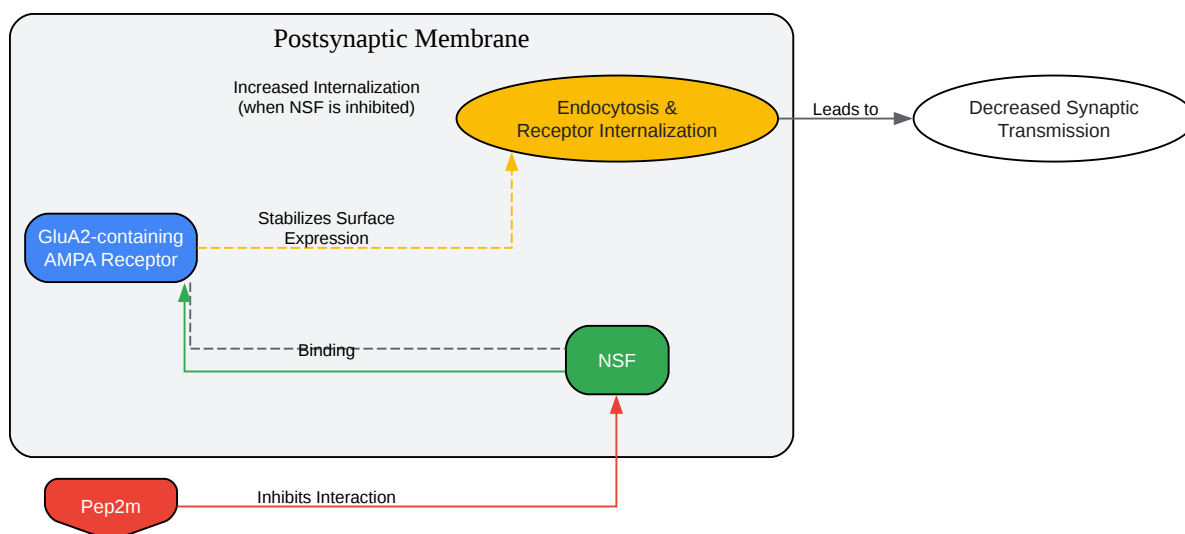 Postsynaptic Membrane
Increased Internalization
(when NSF is inhibited)
Endocytosis &
Receptor Internalization
Leads to
Decreased Synaptic
Transmission
Stabilizes Surface
Expression
GluA2-containing
AMPA Receptor
Binding
NSF
Pep2m
Inhibits Interaction